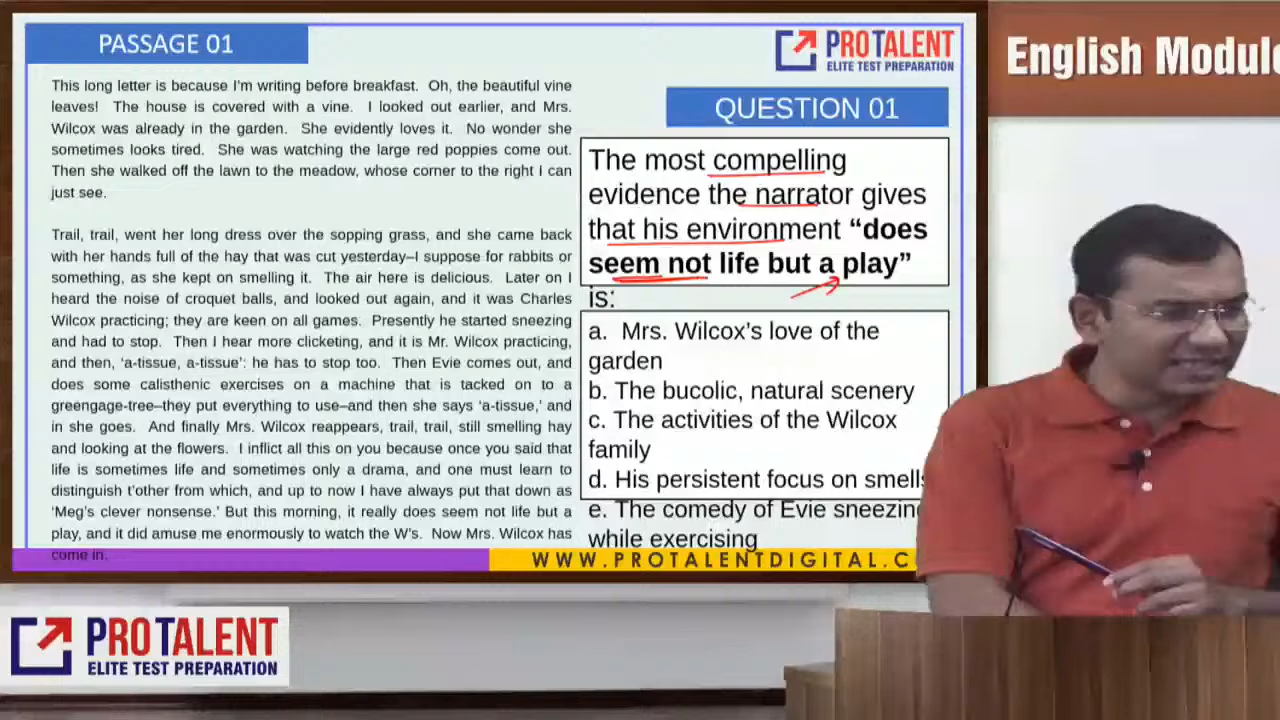 PASSAGE 01
This long letter is because I'm writing before breakfast. Oh, the beautiful vine
leaves! The house is covered with a vine. I looked out earlier, and Mrs.
Wilcox was already in the garden. She evidently loves it. No wonder she
sometimes looks tired. She was watching the large red poppies come out.
Then she walked off the lawn to the meadow, whose corner to the right I can
just see.
Trail, trail, went her long dress over the sopping grass, and she came back
with her hands full of the hay that was cut yesterday–I suppose for rabbits or
something, as she kept on smelling it. The air here is delicious. Later on I
heard the noise of croquet balls, and looked out again, and it was Charles
Wilcox practicing; they are keen on all games. Presently he started sneezing
and had to stop. Then I hear more clicketing, and it is Mr. Wilcox practicing,
and then, 'a-tissue, a-tissue': he has to stop too. Then Evie comes out, and
does some calisthenic exercises on a machine that is tacked on to a
greengage-tree–they put everything to use–and then she says 'a-tissue,' and
in she goes. And finally Mrs. Wilcox reappears, trail, trail, still smelling hay
and looking at the flowers. I inflict all this on you because once you said that
life is sometimes life and sometimes only a drama, and one must learn to
distinguish t'other from which, and up to now I have always put that down as
'Meg's clever nonsense.' But this morning, it really does seem not life but a
play, and it did amuse me enormously to watch the W's. Now Mrs. Wilcox has
come in.
PRO TALENT
ELITE TEST PREPARATION
QUESTION 01
The most compelling
evidence the narrator gives
that his environment “does
seem not life but a play”
is:
a. Mrs. Wilcox's love of the
garden
b. The bucolic, natural scenery
c. The activities of the Wilcox
family
d. His persistent focus on smells
e. The comedy of Evie sneezin
while exercising
WWW.PROTALENTDIGITAL.C
English Module
PRO TALENT
ELITE TEST PREPARATION